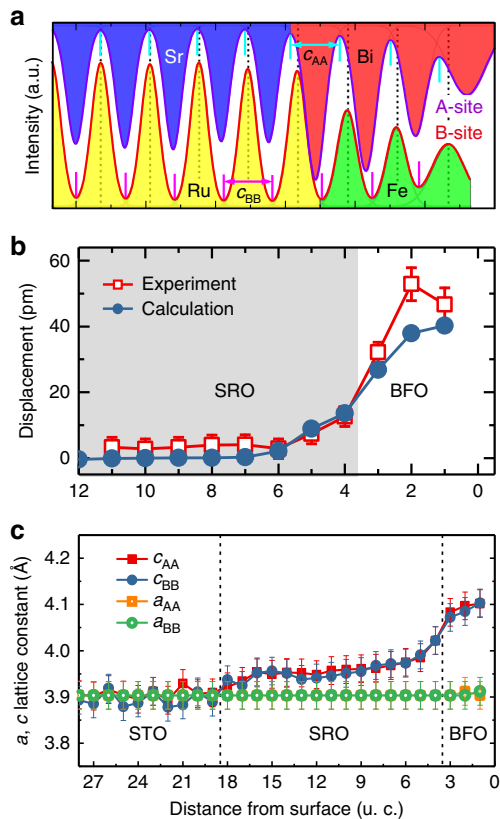 a
Intensity (a.u.)
Sr
c_AA
Bi
A-site
B-site
Ru
c_BB
Fe
b
Displacement (pm)
60
40
20
0
Experiment
Calculation
SRO
BFO
12 10 8 6 4 2 0
c
a, c lattice constant (Å)
4.2
4.1
4.0
3.9
3.8
c_AA
c_BB
a_AA
a_BB
STO
SRO
BFO
27 24 21 18 15 12 9 6 3 0
Distance from surface (u. c.)